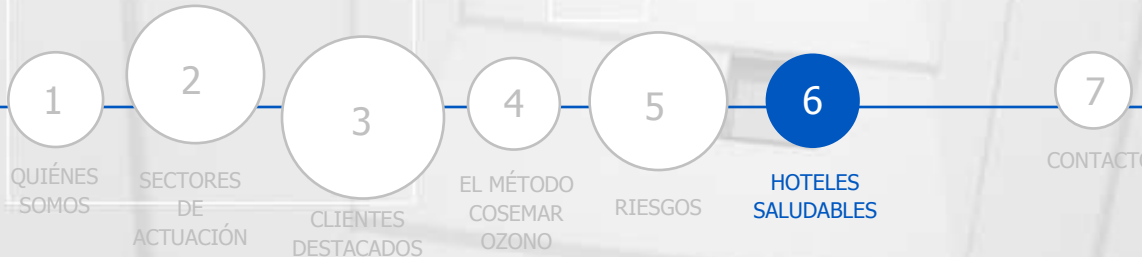 1
QUIÉNES
SOMOS
2
SECTORES
DE
ACTUACIÓN
3
CLIENTES
DESTACADOS
4
EL MÉTODO
COSEMAR
OZONO
5
RIESGOS
6
HOTELES
SALUDABLES
7
CONTACTO